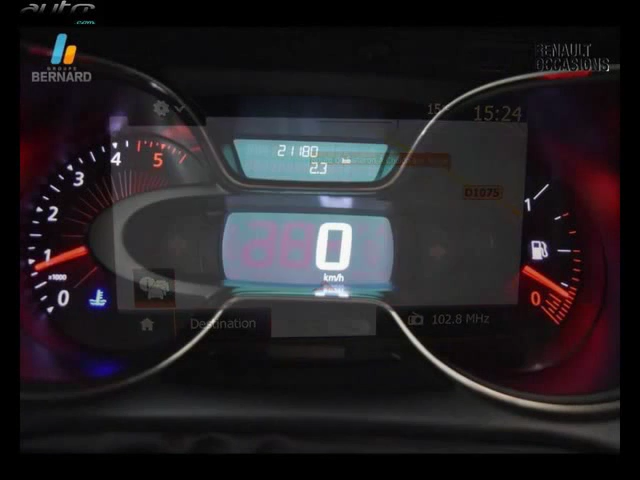 auto
.com
GROUPE
BERNARD
RENAULT
OCCASIONS
15:24
21180
km
2.3
D1075
0
km/h
5
4
3
2
1
x1000
0
1
0
Destination
102.8 MHz